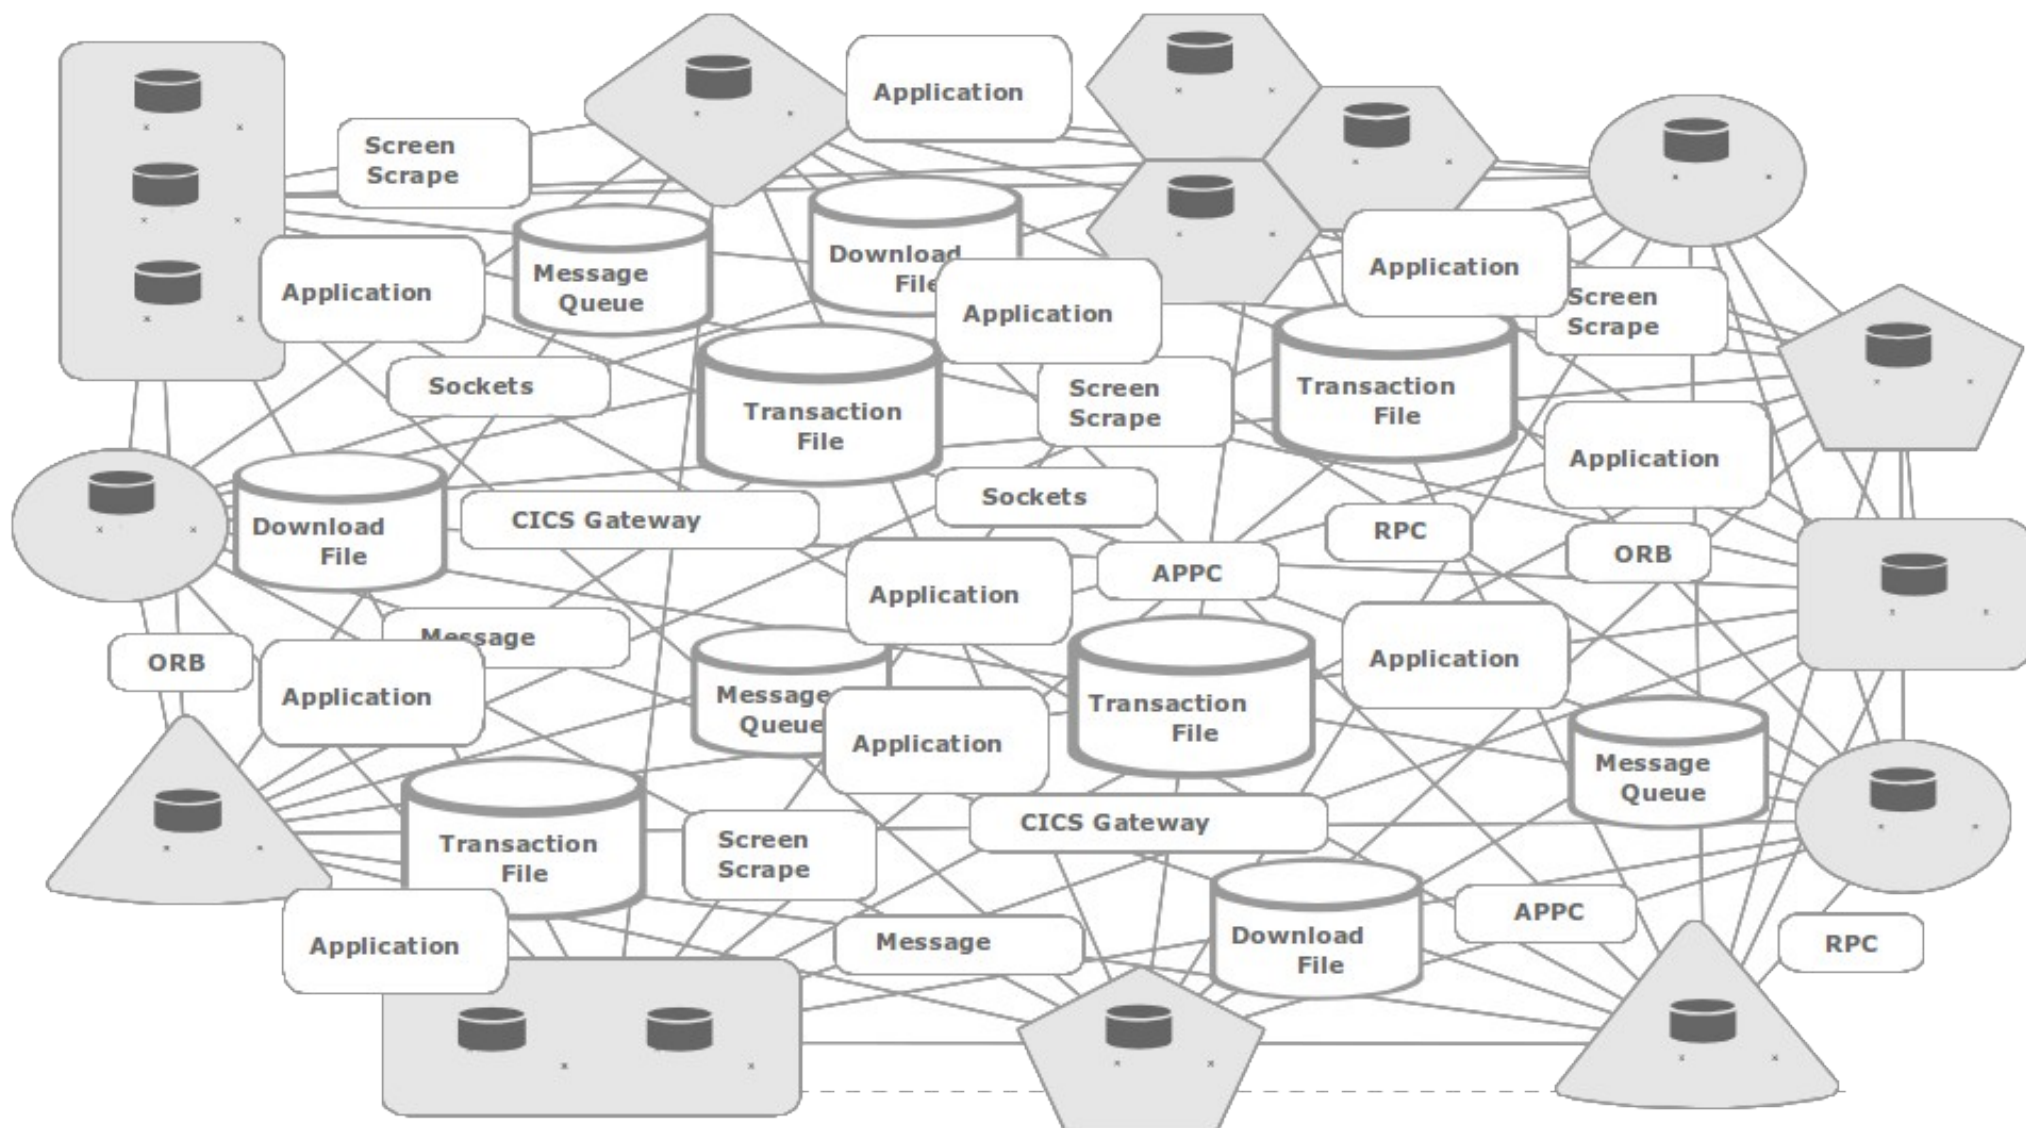 Application
Screen
Scrape
Download
File
Message
Queue
Application
Application
Application
Screen
Scrape
Sockets
Transaction
File
Screen
Scrape
Transaction
File
Application
Sockets
CICS Gateway
Download
File
RPC
ORB
APPC
Application
Message
ORB
Application
Application
Message
Queue
Transaction
File
Application
Message
Queue
CICS Gateway
Transaction
File
Screen
Scrape
APPC
Application
Message
Download
File
RPC